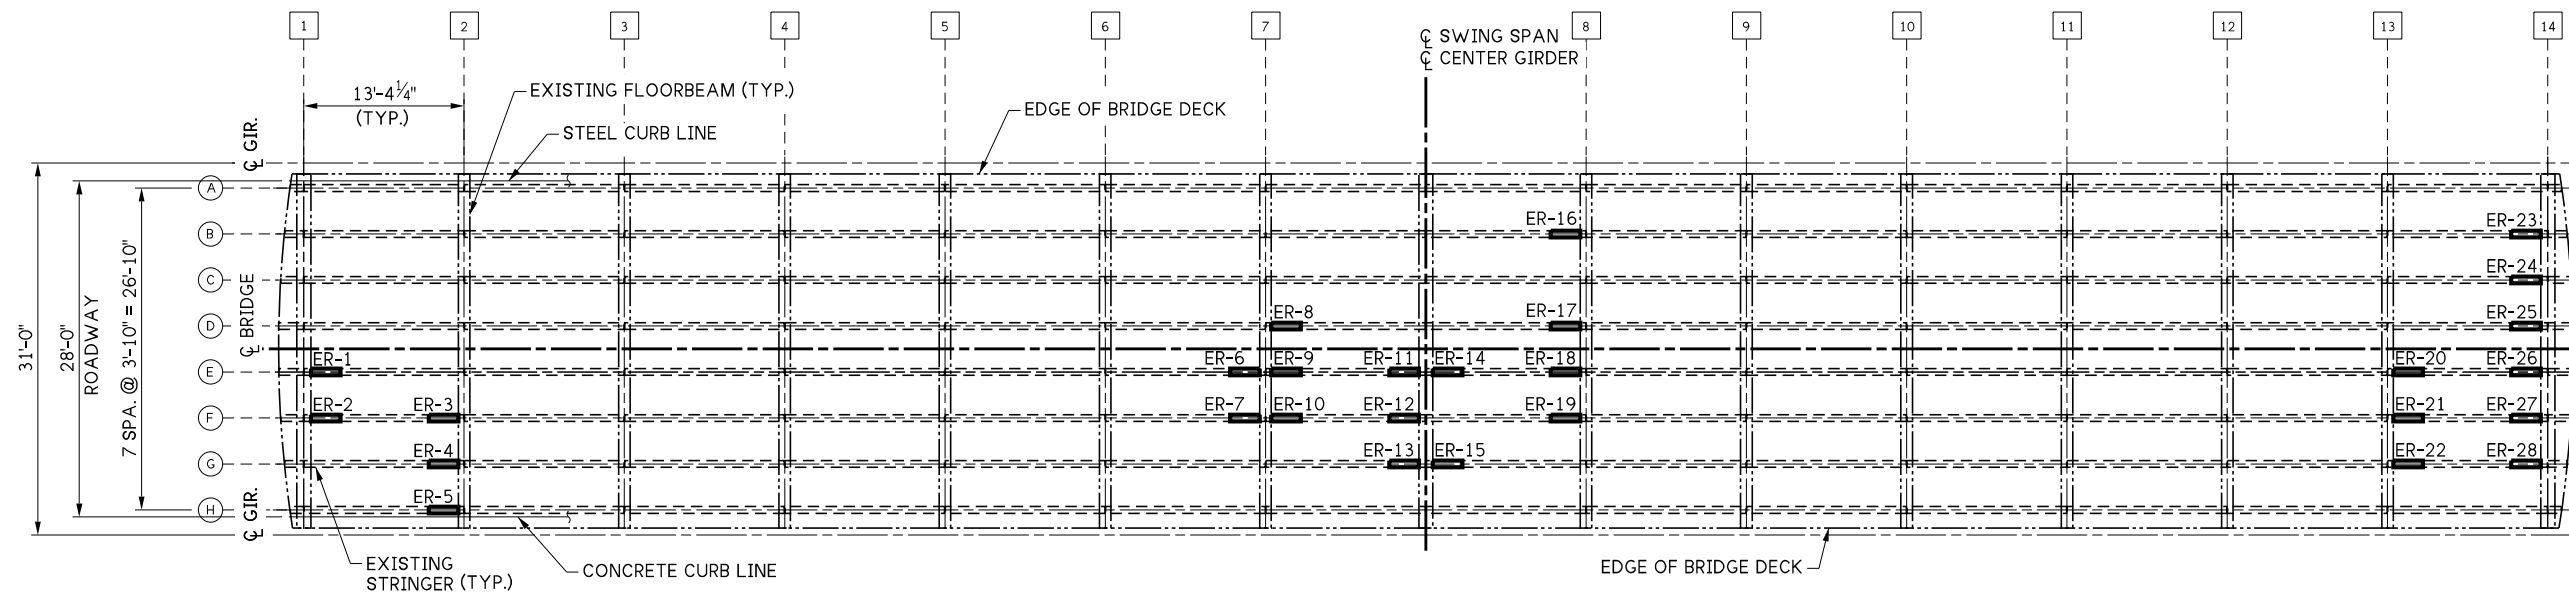 1
2
3
4
5
6
7
8
9
10
11
12
13
14
℄ SWING SPAN
℄ CENTER GIRDER
13'-4¼"
(TYP.)
EXISTING FLOORBEAM (TYP.)
EDGE OF BRIDGE DECK
STEEL CURB LINE
℄ GIR.
A
B
C
D
E
F
G
H
31'-0"
28'-0"
ROADWAY
7 SPA. @ 3'-10" = 26'-10"
℄ BRIDGE
℄ GIR.
ER-16
ER-23
ER-24
ER-8
ER-17
ER-25
ER-1
ER-6
ER-9
ER-11
ER-14
ER-18
ER-20
ER-26
ER-2
ER-3
ER-7
ER-10
ER-12
ER-19
ER-21
ER-27
ER-4
ER-13
ER-15
ER-22
ER-28
ER-5
EXISTING
STRINGER (TYP.)
CONCRETE CURB LINE
EDGE OF BRIDGE DECK